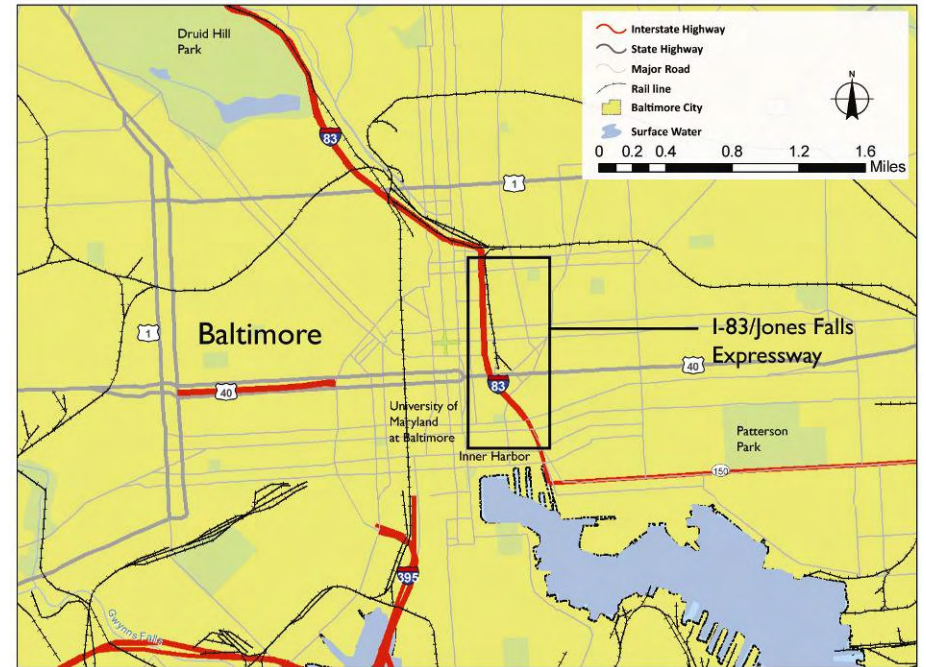 Druid Hill
Park
83
1
Interstate Highway
State Highway
Major Road
Rail line
Baltimore City
Surface Water
N
0 0.2 0.4 0.8 1.2 1.6
Miles
1
Baltimore
I-83/Jones Falls
Expressway
40
40
83
University of
Maryland
at Baltimore
Inner Harbor
Patterson
Park
150
395
Gwynns Falls